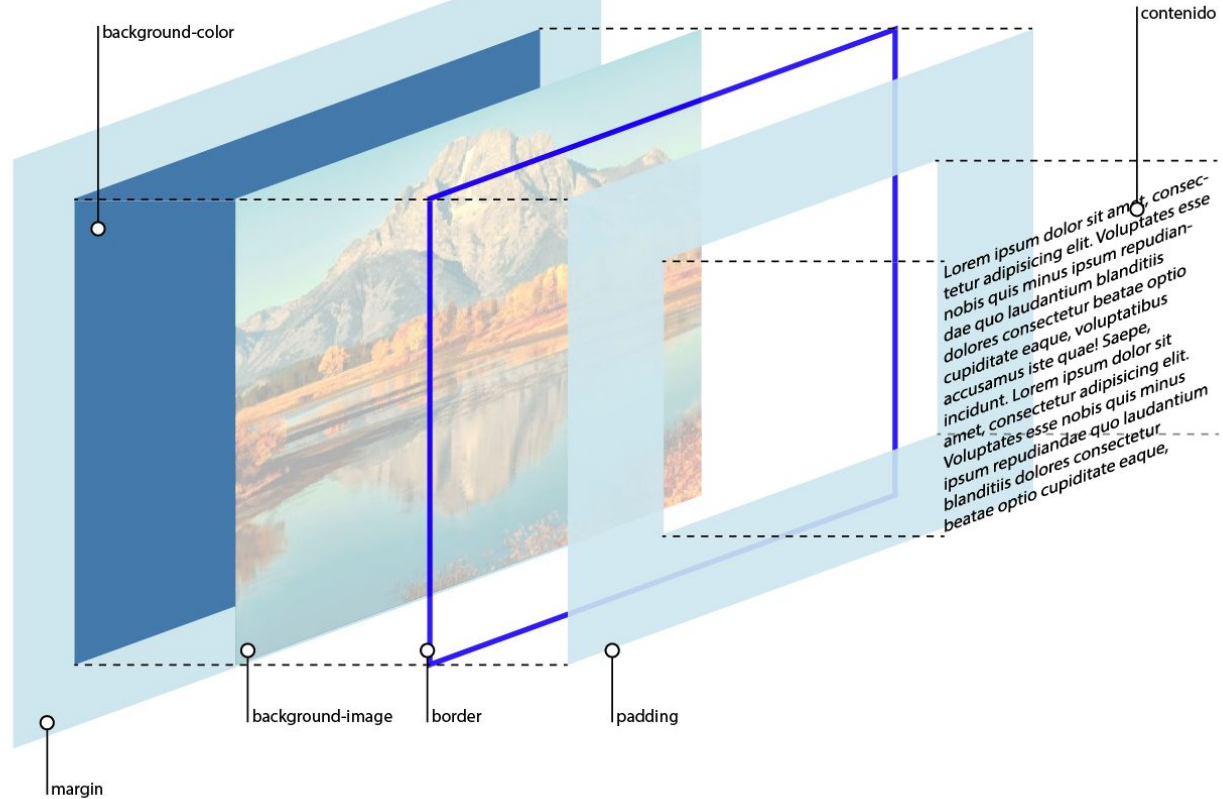 background-color
contenido
Lorem ipsum dolor sit amet, consec-
tetur adipisicing elit. Voluptates esse
nobis quis minus ipsum repudian-
dae quo laudantium blanditiis
dolores consectetur beatae optio
cupiditate eaque, voluptatibus
accusamus iste quae! Saepe,
incidunt. Lorem ipsum dolor sit
amet, consectetur adipisicing elit.
Voluptates esse nobis quis minus
ipsum repudiandae quo laudantium
blanditiis dolores consectetur
beatae optio cupiditate eaque,
background-image
border
padding
margin